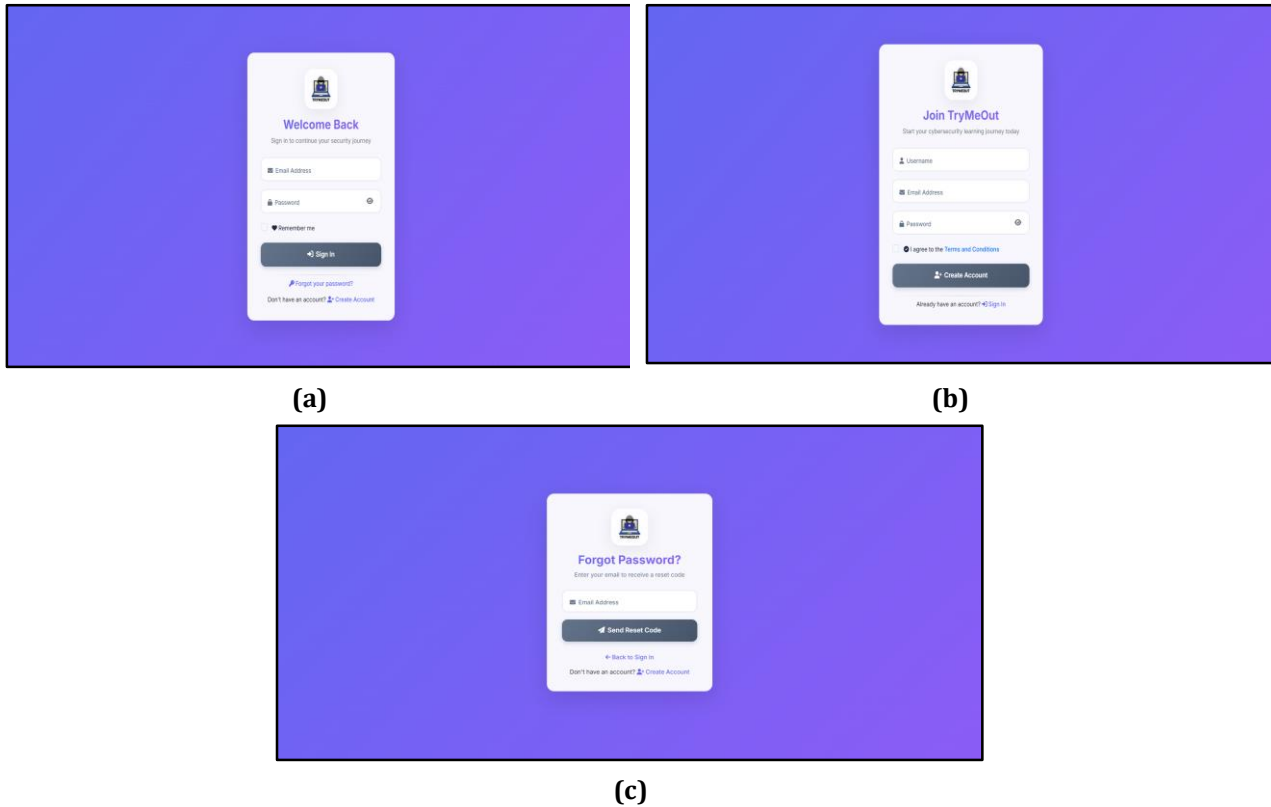 TRYMEOUT
Welcome Back
Sign in to continue your security journey
Email Address
Password
Remember me
Sign In
Forgot your password?
Don't have an account? Create Account
(a)
TRYMEOUT
Join TryMeOut
Start your cybersecurity learning journey today
Username
Email Address
Password
I agree to the Terms and Conditions
Create Account
Already have an account? Sign In
(b)
TRYMEOUT
Forgot Password?
Enter your email to receive a reset code
Email Address
Send Reset Code
Back to Sign In
Don't have an account? Create Account
(c)